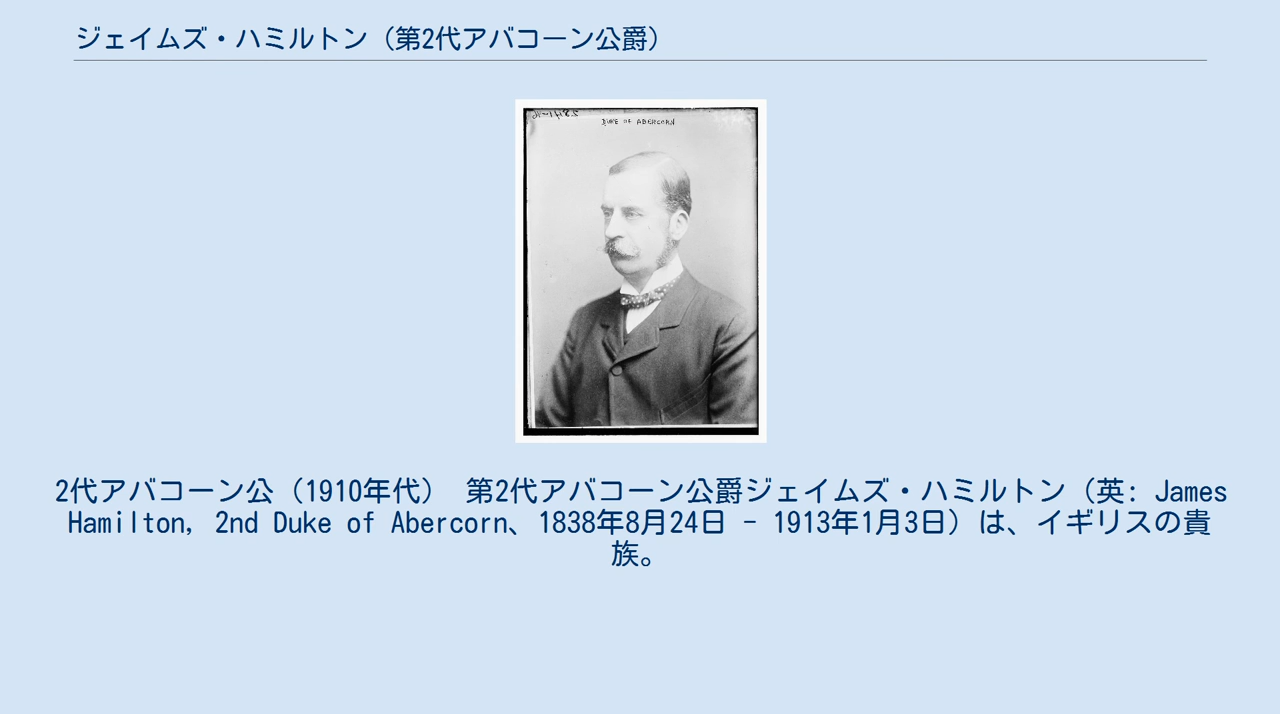 ジェイムズ・ハミルトン（第2代アバコーン公爵）
DUKE OF ABERCORN
2代アバコーン公（1910年代） 第2代アバコーン公爵ジェイムズ・ハミルトン（英: James
Hamilton, 2nd Duke of Abercorn、1838年8月24日 - 1913年1月3日）は、イギリスの貴
族。